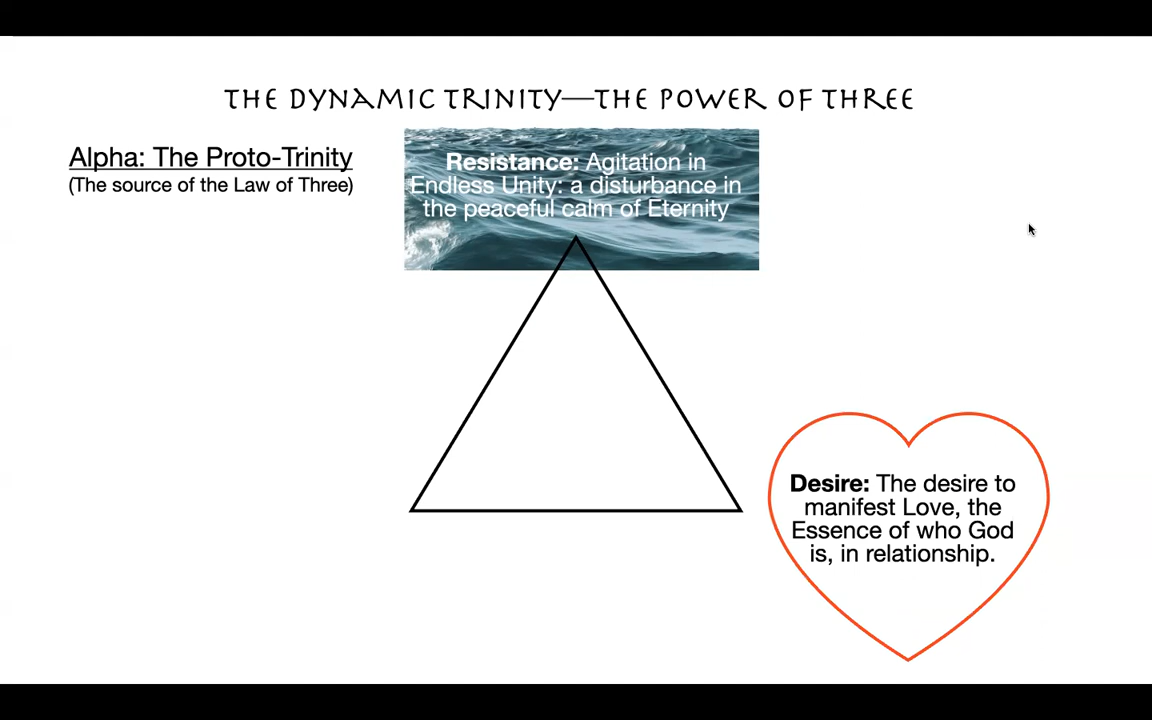 THE DYNAMIC TRINITY—THE POWER OF THREE
Alpha: The Proto-Trinity
(The source of the Law of Three)
Resistance: Agitation in
Endless Unity: a disturbance in
the peaceful calm of Eternity
Desire: The desire to
manifest Love, the
Essence of who God
is, in relationship.